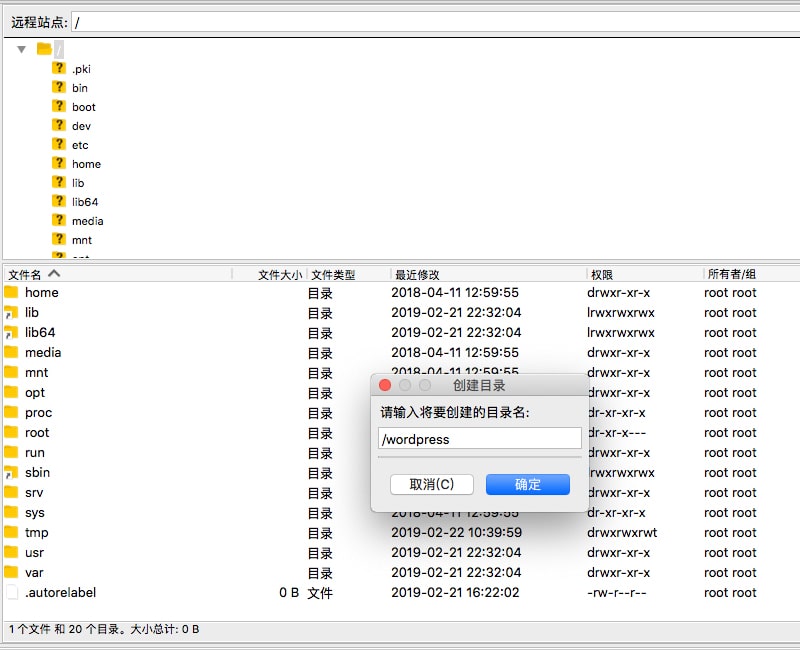 远程站点: /
/
? .pki
? bin
? boot
? dev
? etc
? home
? lib
? lib64
? media
? mnt
文件名 文件大小 文件类型 最近修改 权限 所有者/组
home 目录 2018-04-11 12:59:55 drwxr-xr-x root root
lib 目录 2019-02-21 22:32:04 lrwxrwxrwx root root
lib64 目录 2019-02-21 22:32:04 lrwxrwxrwx root root
media 目录 2018-04-11 12:59:55 drwxr-xr-x root root
mnt 目录 2018-04-11 12:59:55 drwxr-xr-x root root
opt 目录 drwxr-xr-x root root
proc 目录 dr-xr-xr-x root root
root 目录 dr-xr-x--- root root
run 目录 drwxr-xr-x root root
sbin 目录 lrwxrwxrwx root root
srv 目录 drwxr-xr-x root root
sys 目录 2018-04-11 12:59:55 dr-xr-xr-x root root
tmp 目录 2019-02-22 10:39:59 drwxrwxrwt root root
usr 目录 2019-02-21 22:32:04 drwxr-xr-x root root
var 目录 2019-02-21 22:32:04 drwxr-xr-x root root
.autorelabel 0 B 文件 2019-02-21 16:22:02 -rw-r--r-- root root
创建目录
请输入将要创建的目录名:
/wordpress
取消(C) 确定
1 个文件 和 20 个目录。大小总计: 0 B